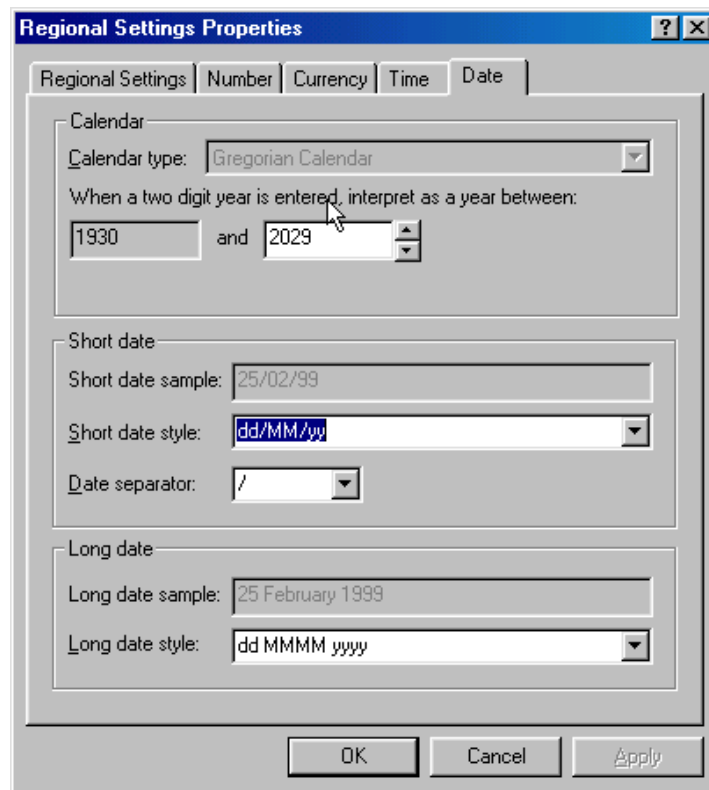 Regional Settings Properties
Regional Settings Number Currency Time Date
Calendar
Calendar type: Gregorian Calendar
When a two digit year is entered, interpret as a year between:
1930 and 2029
Short date
Short date sample: 25/02/99
Short date style: dd/MM/yy
Date separator: /
Long date
Long date sample: 25 February 1999
Long date style: dd MMMM yyyy
OK Cancel Apply